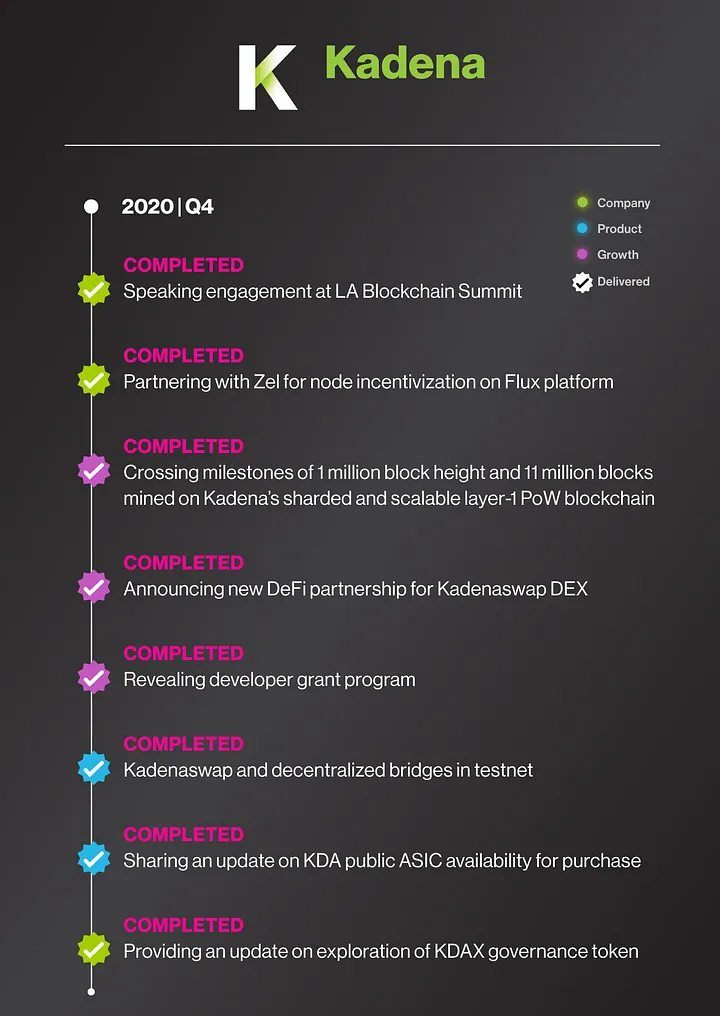 K Kadena
2020 | Q4
Company
Product
Growth
Delivered
COMPLETED
Speaking engagement at LA Blockchain Summit
COMPLETED
Partnering with Zel for node incentivization on Flux platform
COMPLETED
Crossing milestones of 1 million block height and 11 million blocks
mined on Kadena's sharded and scalable layer-1 PoW blockchain
COMPLETED
Announcing new DeFi partnership for Kadenaswap DEX
COMPLETED
Revealing developer grant program
COMPLETED
Kadenaswap and decentralized bridges in testnet
COMPLETED
Sharing an update on KDA public ASIC availability for purchase
COMPLETED
Providing an update on exploration of KDAX governance token